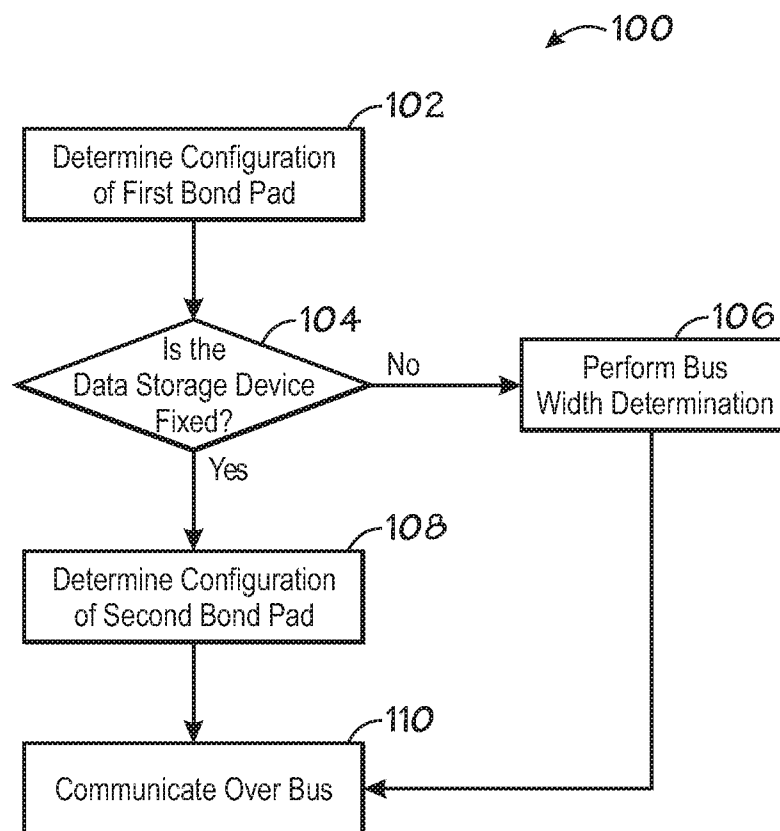 100
102
Determine Configuration
of First Bond Pad
104
Is the
Data Storage Device
Fixed?
No
106
Perform Bus
Width Determination
Yes
108
Determine Configuration
of Second Bond Pad
110
Communicate Over Bus